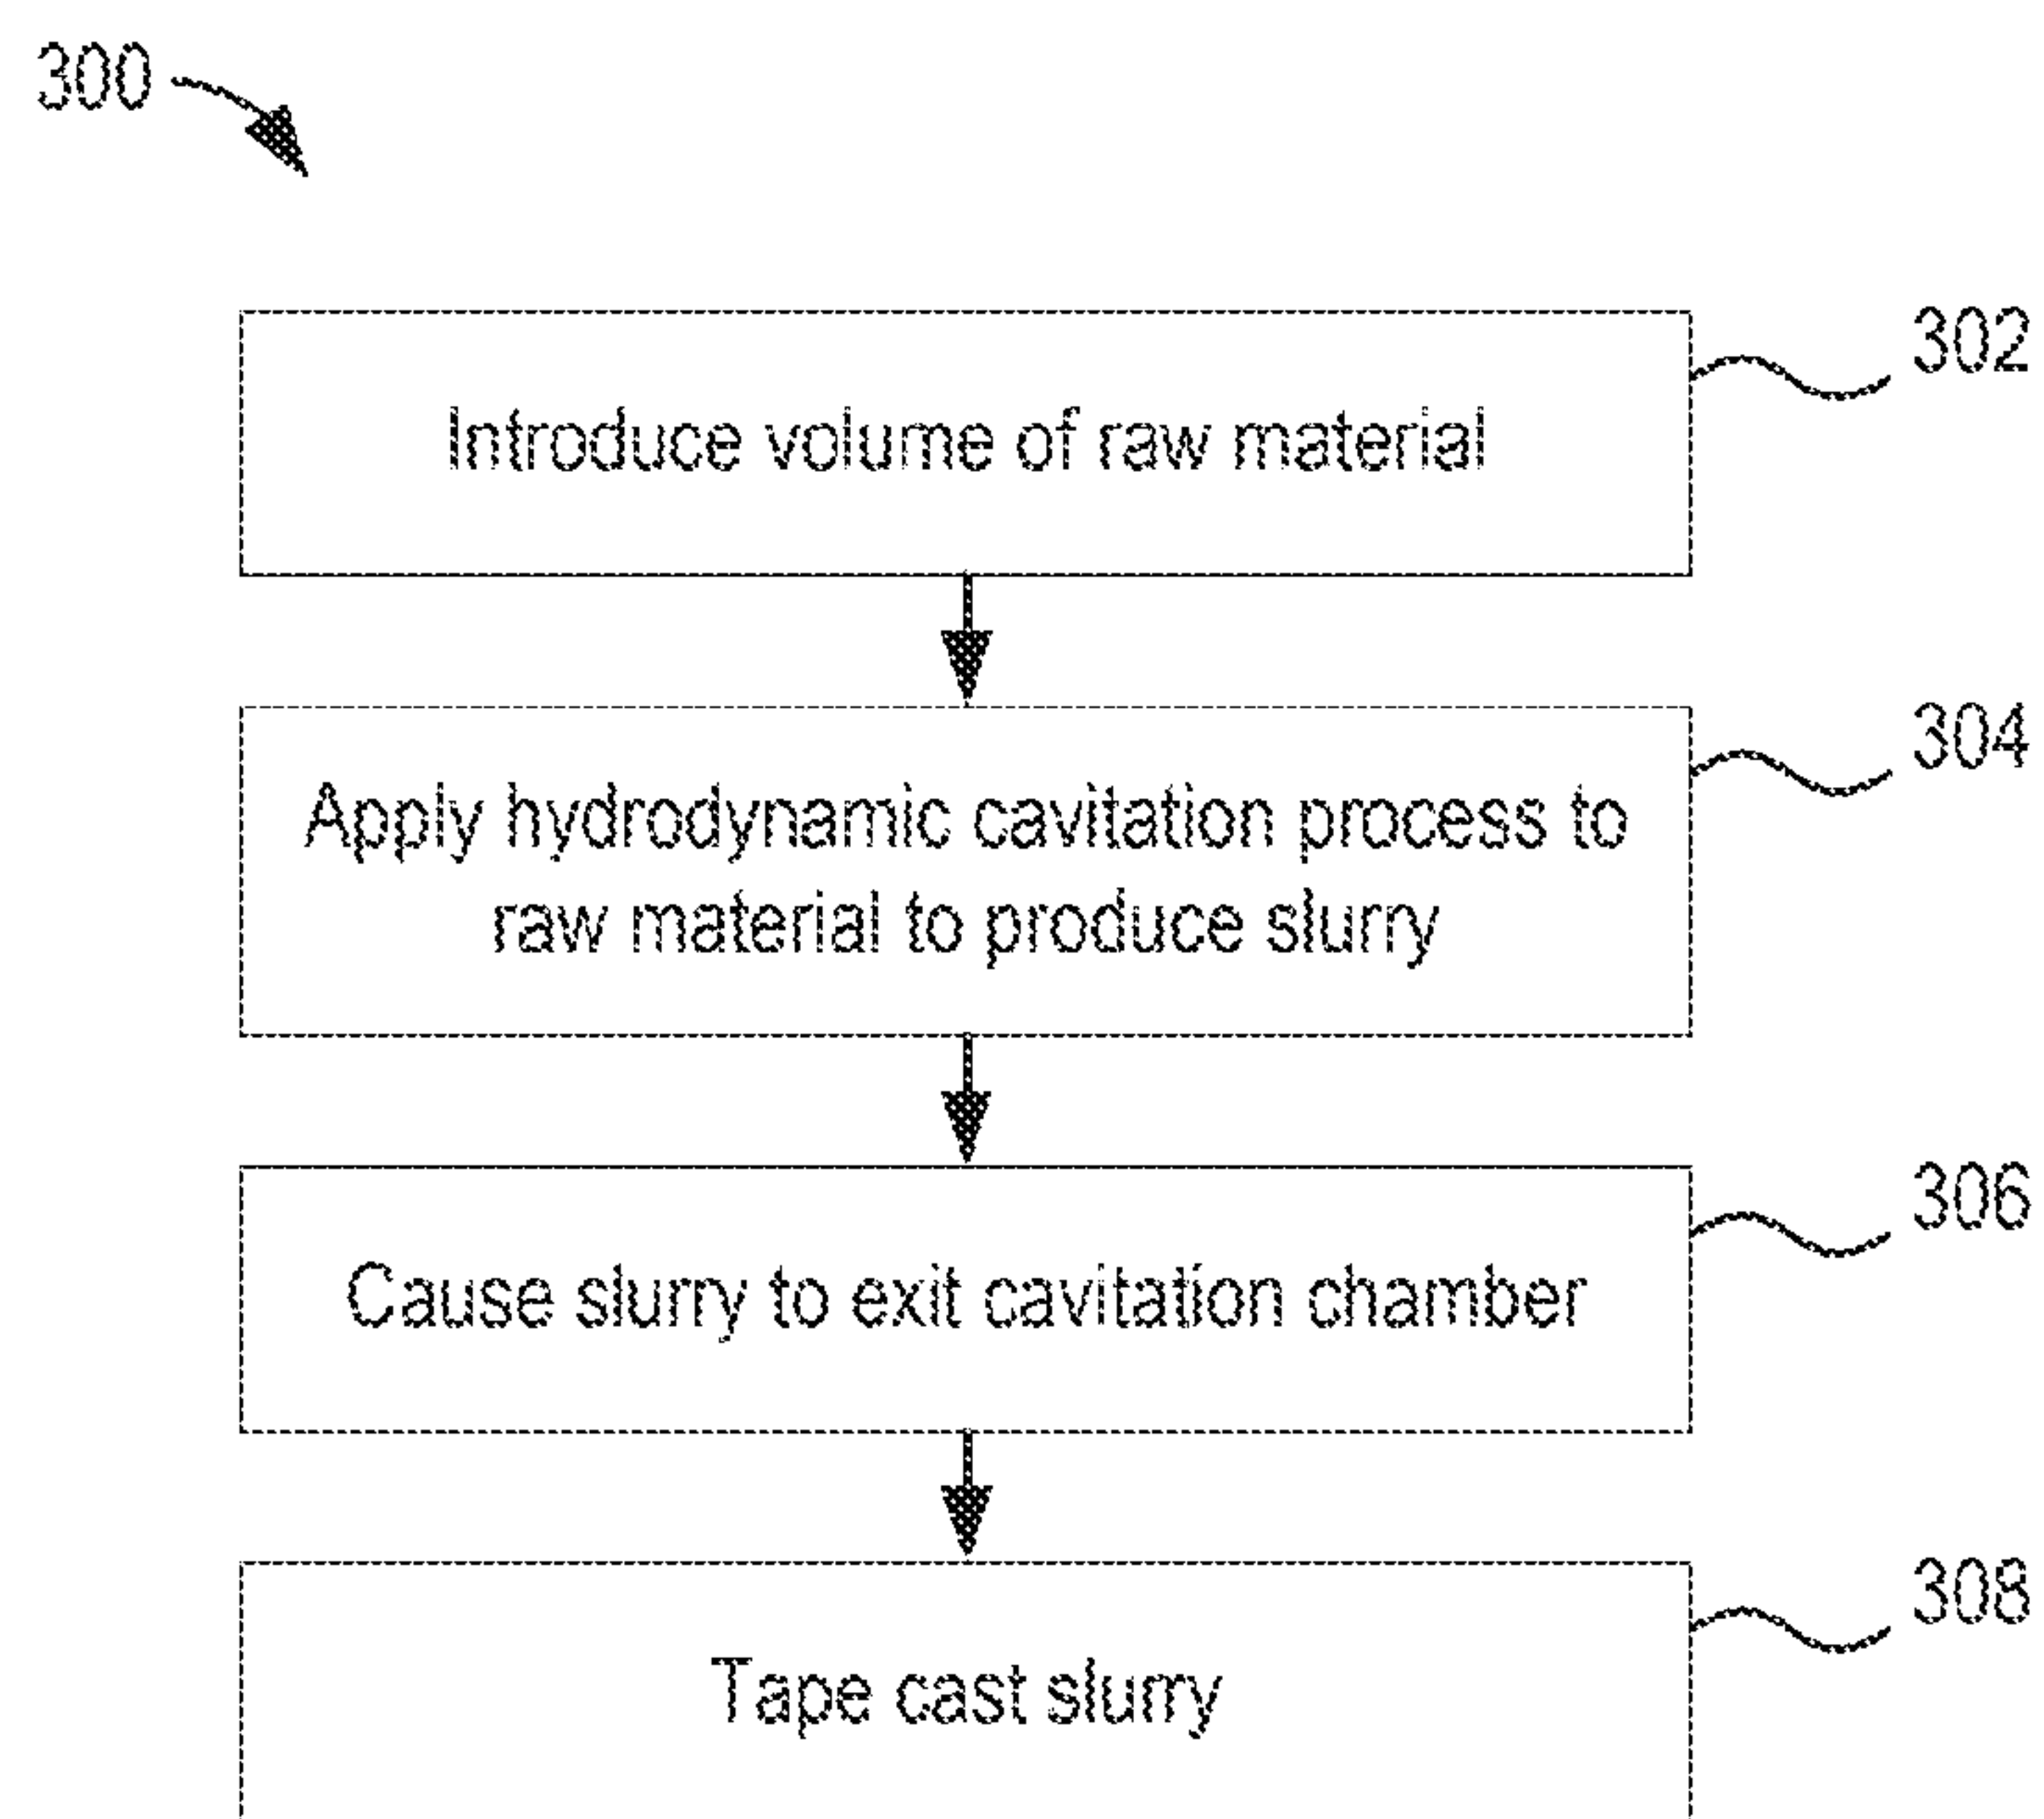 300
302
Introduce volume of raw material
304
Apply hydrodynamic cavitation process to
raw material to produce slurry
306
Cause slurry to exit cavitation chamber
308
Tape cast slurry